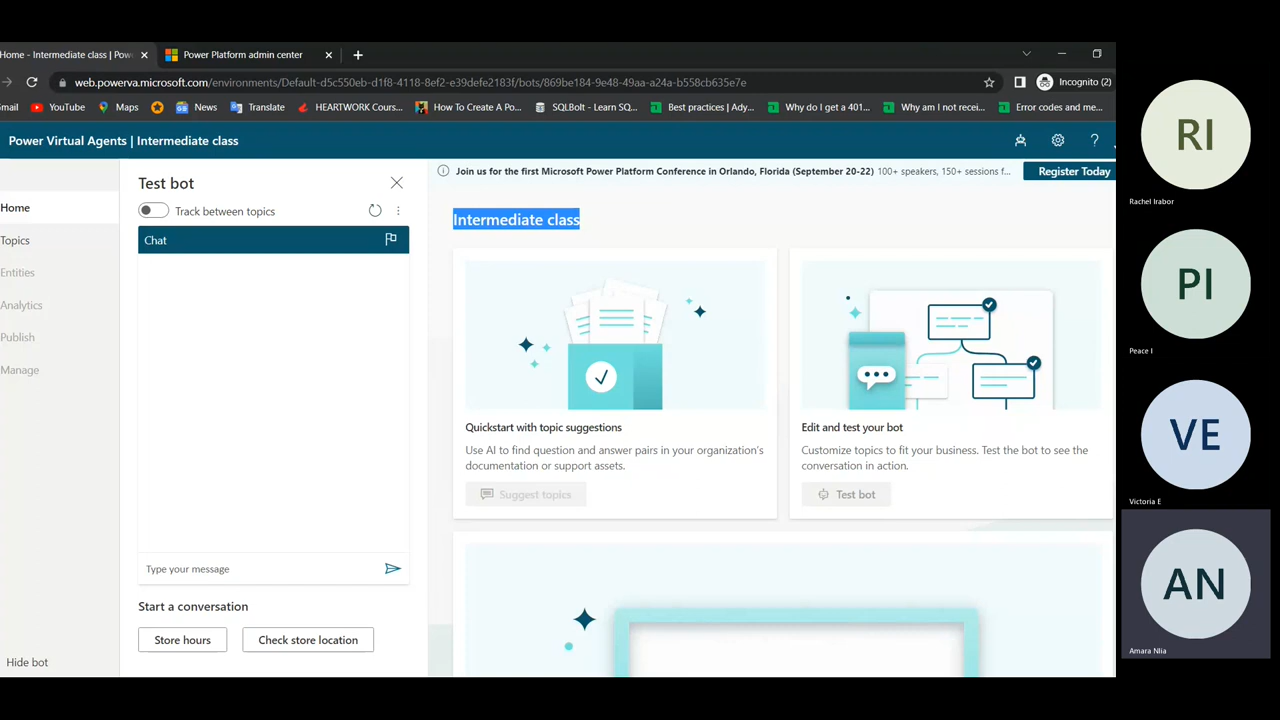 Home - Intermediate class | Pow
Power Platform admin center
web.powerva.microsoft.com/environments/Default-d5c550eb-d1f8-4118-8ef2-e39defe2183f/bots/869be184-9e48-49aa-a24a-b558cb635e7e
Incognito (2)
mail
YouTube
Maps
News
Translate
HEARTWORK Cours...
How To Create A Po...
SQLBolt - Learn SQ...
Best practices | Ady...
Why do I get a 401...
Why am I not recei...
Error codes and me...
Power Virtual Agents | Intermediate class
Home
Topics
Entities
Analytics
Publish
Manage
Hide bot
Test bot
Track between topics
Chat
Type your message
Start a conversation
Store hours
Check store location
Join us for the first Microsoft Power Platform Conference in Orlando, Florida (September 20-22) 100+ speakers, 150+ sessions f...
Register Today
Intermediate class
Quickstart with topic suggestions
Use AI to find question and answer pairs in your organization's
documentation or support assets.
Suggest topics
Edit and test your bot
Customize topics to fit your business. Test the bot to see the
conversation in action.
Test bot
RI
Rachel Irabor
PI
Peace I
VE
Victoria E
AN
Amara Nlia